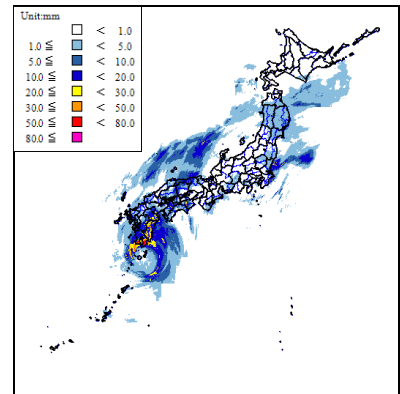 Unit:mm
< 1.0
1.0 ≦ < 5.0
5.0 ≦ < 10.0
10.0 ≦ < 20.0
20.0 ≦ < 30.0
30.0 ≦ < 50.0
50.0 ≦ < 80.0
80.0 ≦